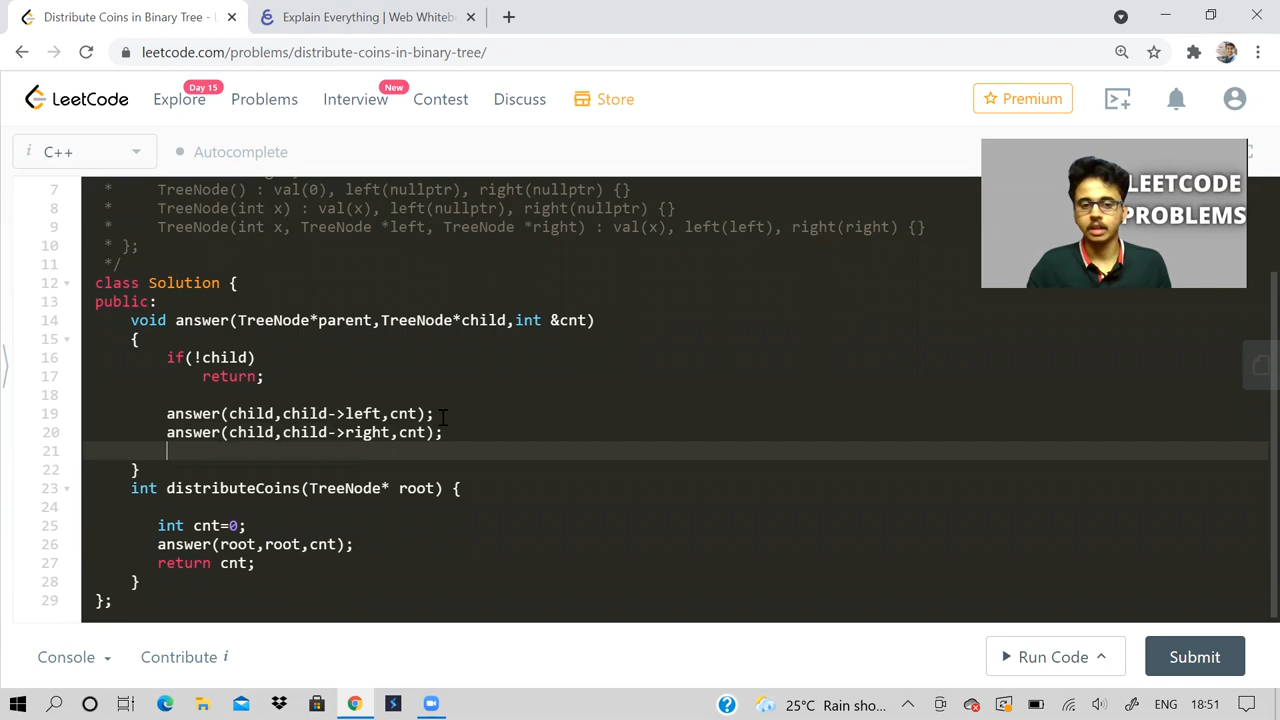 Distribute Coins in Binary Tree - L
Explain Everything | Web Whitebo
leetcode.com/problems/distribute-coins-in-binary-tree/
Day 15
New
LeetCode Explore Problems Interview Contest Discuss Store Premium
i C++ Autocomplete
LEETCODE
PROBLEMS
7 * TreeNode() : val(0), left(nullptr), right(nullptr) {}
8 * TreeNode(int x) : val(x), left(nullptr), right(nullptr) {}
9 * TreeNode(int x, TreeNode *left, TreeNode *right) : val(x), left(left), right(right) {}
10 * };
11 */
12 class Solution {
13 public:
14 void answer(TreeNode*parent,TreeNode*child,int &cnt)
15 {
16 if(!child)
17 return;
18
19 answer(child,child->left,cnt);
20 answer(child,child->right,cnt);
21
22 }
23 int distributeCoins(TreeNode* root) {
24
25 int cnt=0;
26 answer(root,root,cnt);
27 return cnt;
28 }
29 };
Console Contribute i Run Code Submit
25°C Rain sho... ENG 18:51